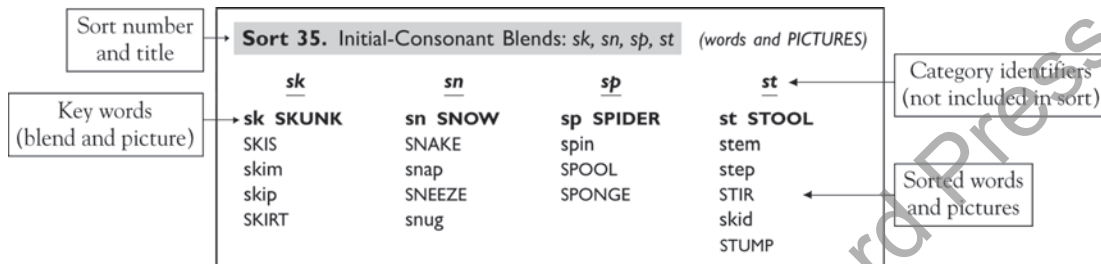 Sort number
and title
Sort 35. Initial-Consonant Blends: sk, sn, sp, st (words and PICTURES)
sk sn sp st
Category identifiers
(not included in sort)
Key words
(blend and picture)
sk SKUNK sn SNOW sp SPIDER st STOOL
SKIS SNAKE spin stem
skim snap SPOOL step
skip SNEEZE SPONGE STIR
SKIRT snug skid
STUMP
Sorted words
and pictures
rd Press